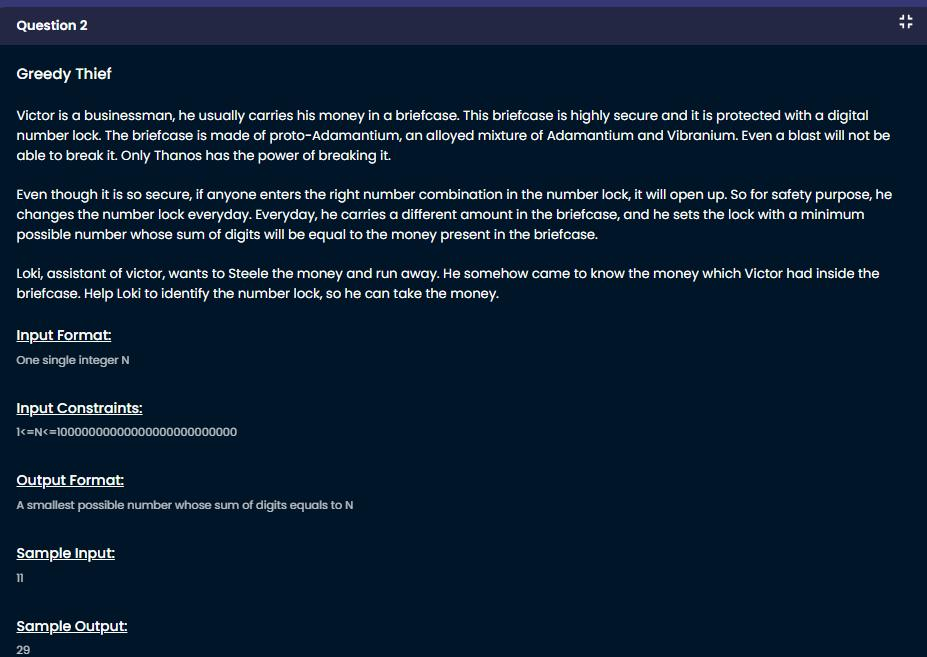 Question 2
Greedy Thief
Victor is a businessman, he usually carries his money in a briefcase. This briefcase is highly secure and it is protected with a digital
number lock. The briefcase is made of proto-Adamantium, an alloyed mixture of Adamantium and Vibranium. Even a blast will not be
able to break it. Only Thanos has the power of breaking it.
Even though it is so secure, if anyone enters the right number combination in the number lock, it will open up. So for safety purpose, he
changes the number lock everyday. Everyday, he carries a different amount in the briefcase, and he sets the lock with a minimum
possible number whose sum of digits will be equal to the money present in the briefcase.
Loki, assistant of victor, wants to Steele the money and run away. He somehow came to know the money which Victor had inside the
briefcase. Help Loki to identify the number lock, so he can take the money.
Input Format:
One single integer N
Input Constraints:
1<=N<=10000000000000000000000000
Output Format:
A smallest possible number whose sum of digits equals to N
Sample Input:
11
Sample Output:
29